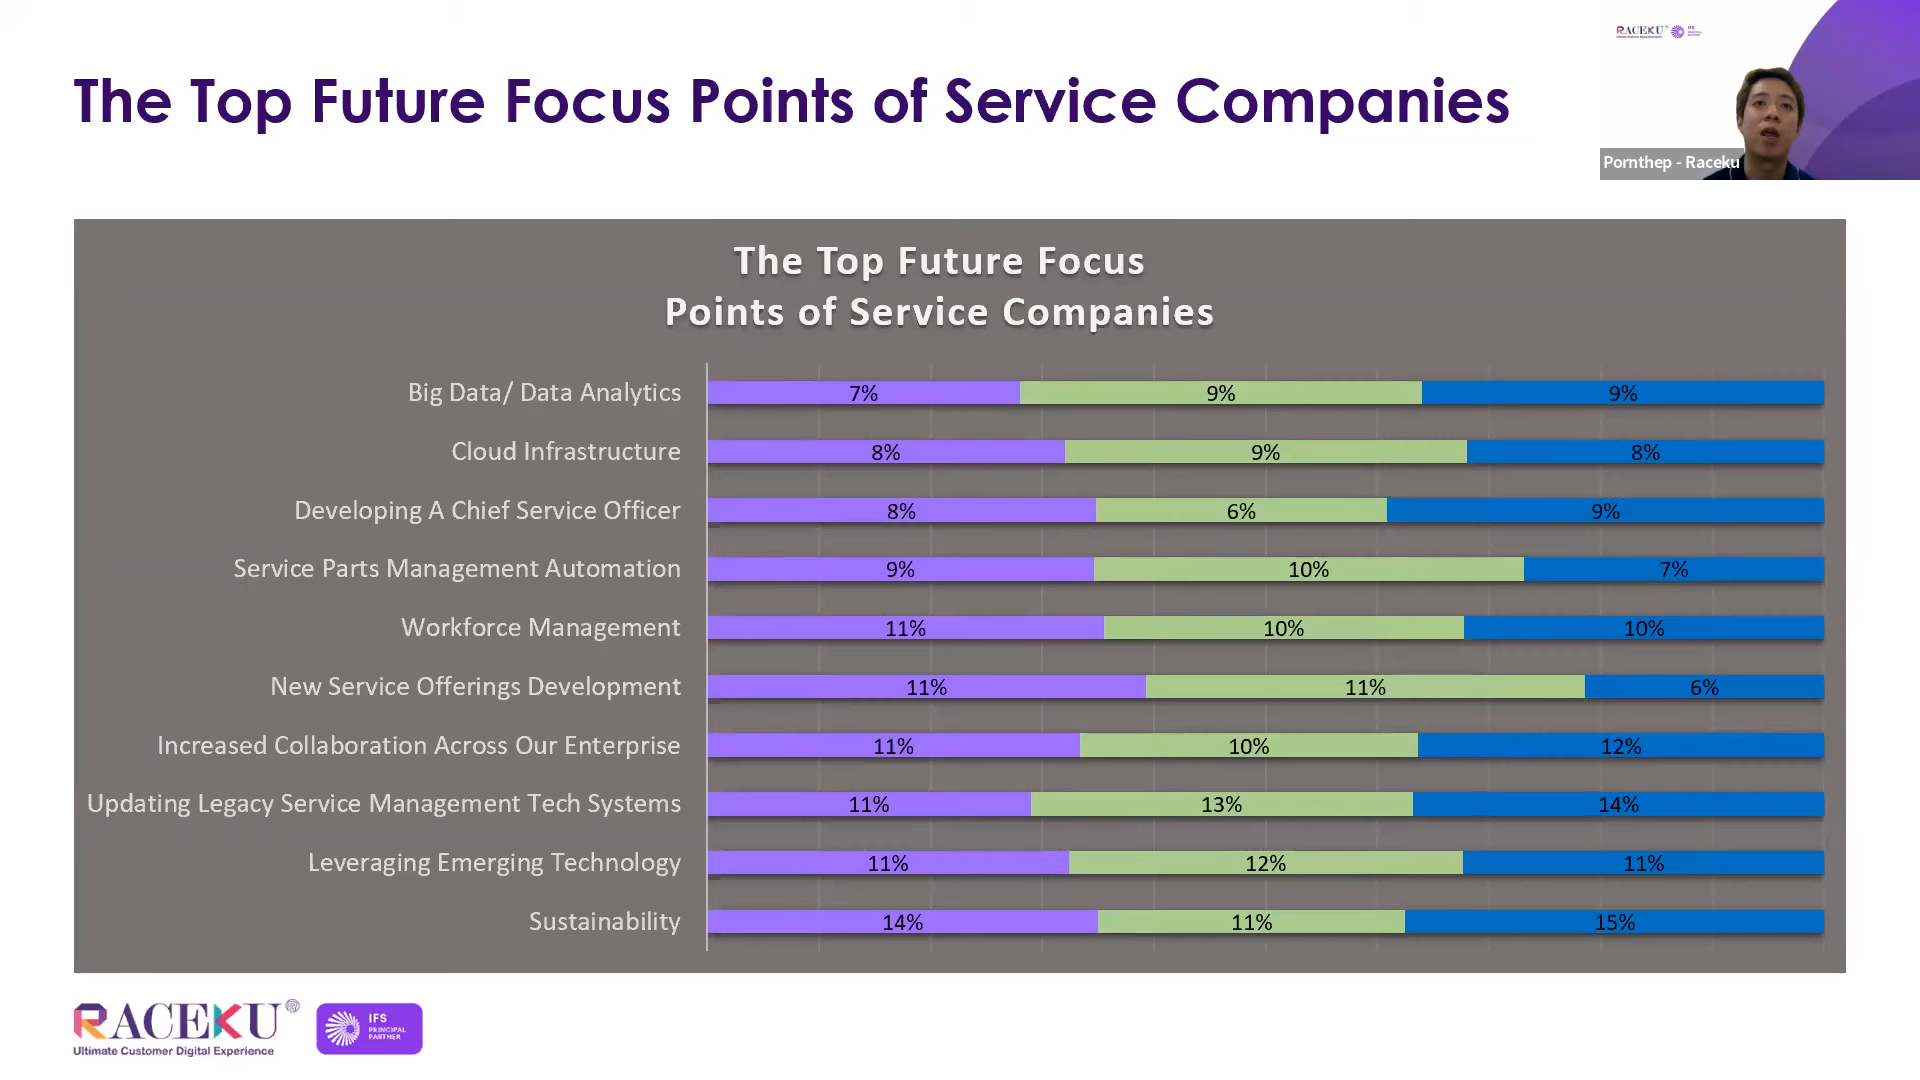 The Top Future Focus Points of Service Companies
RACEKU
IFS
Pornthep - Raceku
The Top Future Focus
Points of Service Companies
Big Data/ Data Analytics 7% 9% 9%
Cloud Infrastructure 8% 9% 8%
Developing A Chief Service Officer 8% 6% 9%
Service Parts Management Automation 9% 10% 7%
Workforce Management 11% 10% 10%
New Service Offerings Development 11% 11% 6%
Increased Collaboration Across Our Enterprise 11% 10% 12%
Updating Legacy Service Management Tech Systems 11% 13% 14%
Leveraging Emerging Technology 11% 12% 11%
Sustainability 14% 11% 15%
RACEKU
Ultimate Customer Digital Experience
IFS
PRINCIPAL
PARTNER